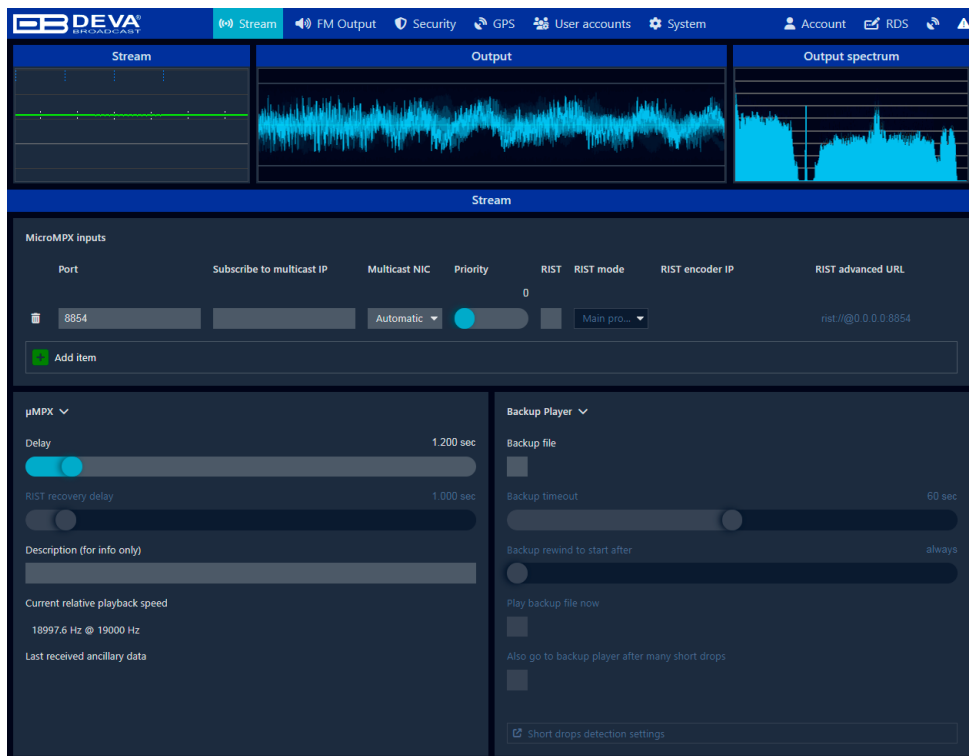 DEVA®
BROADCAST
Stream FM Output Security GPS User accounts System Account RDS
Stream Output Output spectrum
Stream
MicroMPX inputs
Port Subscribe to multicast IP Multicast NIC Priority RIST RIST mode RIST encoder IP RIST advanced URL
0
8854 Automatic Main pro... rist://@0.0.0.0:8854
Add item
µMPX
Delay 1.200 sec
RIST recovery delay 1.000 sec
Description (for info only)
Current relative playback speed
18997.6 Hz @ 19000 Hz
Last received ancillary data
Backup Player
Backup file
Backup timeout 60 sec
Backup rewind to start after always
Play backup file now
Also go to backup player after many short drops
Short drops detection settings